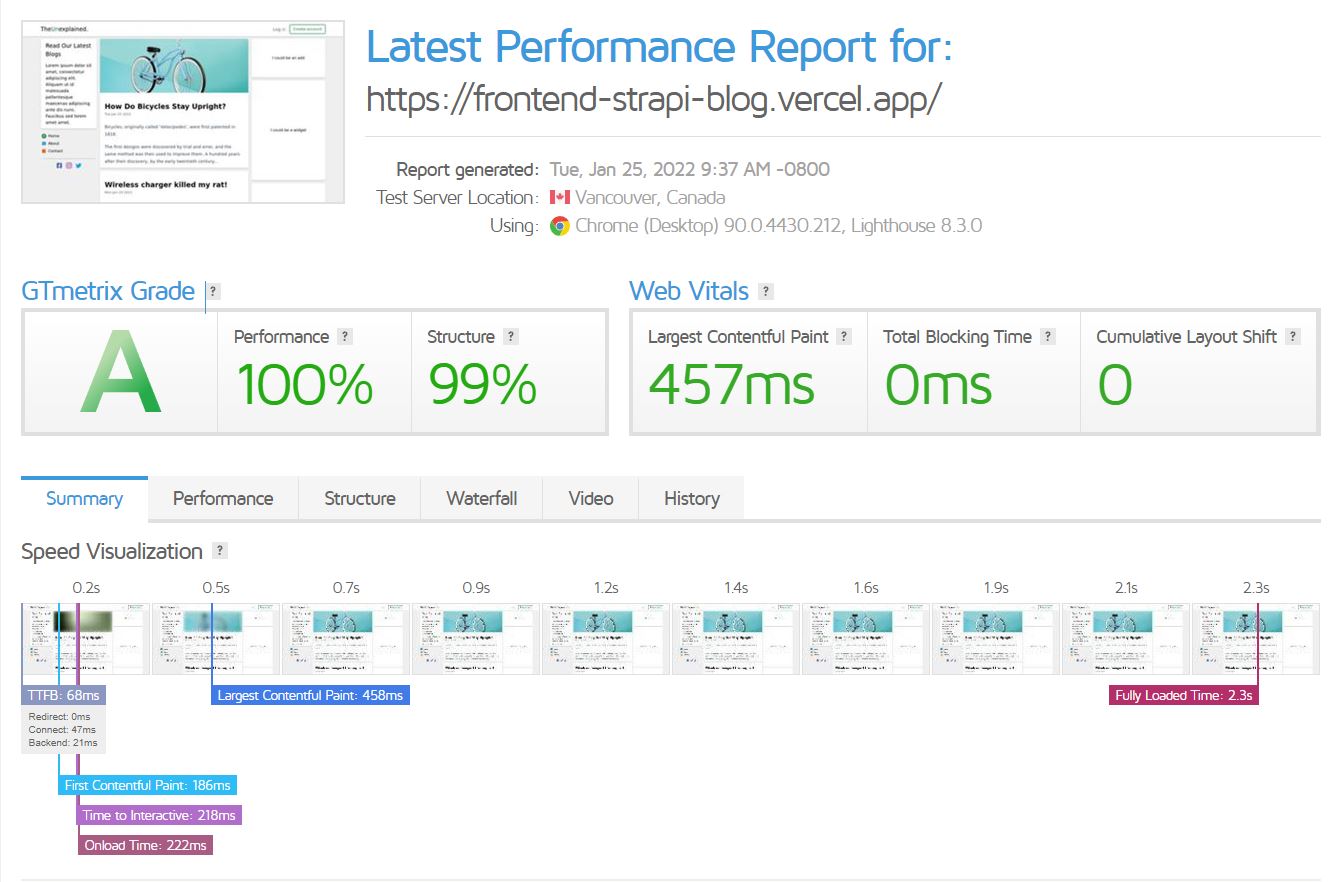 TheUnexplained.
Log in
Create account
Read Our Latest
Blogs
Lorem ipsum dolor sit
amet, consectetur
adipiscing elit.
Aliquam ut id
malesuada
pellentesque
maecenas adipiscing
ante dis nunc.
Faucibus sed lorem
amet enim.
Home
About
Contact
How Do Bicycles Stay Upright?
Bicycles, originally called 'Velocipedes', were first patented in
1818.
The first designs were discovered by trial and error, and the
same method was then used to improve them. A hundred years
after their discovery, by the early twentieth century...
Wireless charger killed my rat!
I could be an add
I could be a widget
Latest Performance Report for:
https://frontend-strapi-blog.vercel.app/
Report generated: Tue, Jan 25, 2022 9:37 AM -0800
Test Server Location: Vancouver, Canada
Using: Chrome (Desktop) 90.0.4430.212, Lighthouse 8.3.0
GTmetrix Grade ?
A
Performance ?
100%
Structure ?
99%
Web Vitals ?
Largest Contentful Paint ?
457ms
Total Blocking Time ?
0ms
Cumulative Layout Shift ?
0
Summary Performance Structure Waterfall Video History
Speed Visualization ?
0.2s 0.5s 0.7s 0.9s 1.2s 1.4s 1.6s 1.9s 2.1s 2.3s
TTFB: 68ms
Redirect: 0ms
Connect: 47ms
Backend: 21ms
Largest Contentful Paint: 458ms
Fully Loaded Time: 2.3s
First Contentful Paint: 186ms
Time to Interactive: 218ms
Onload Time: 222ms